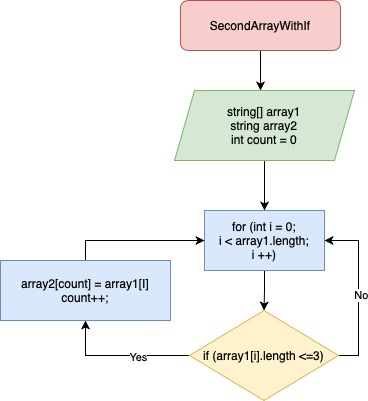 SecondArrayWithIf
string[] array1
string array2
int count = 0
for (int i = 0;
i < array1.length;
i ++)
array2[count] = array1[I]
count++;
No
Yes
if (array1[i].length <=3)